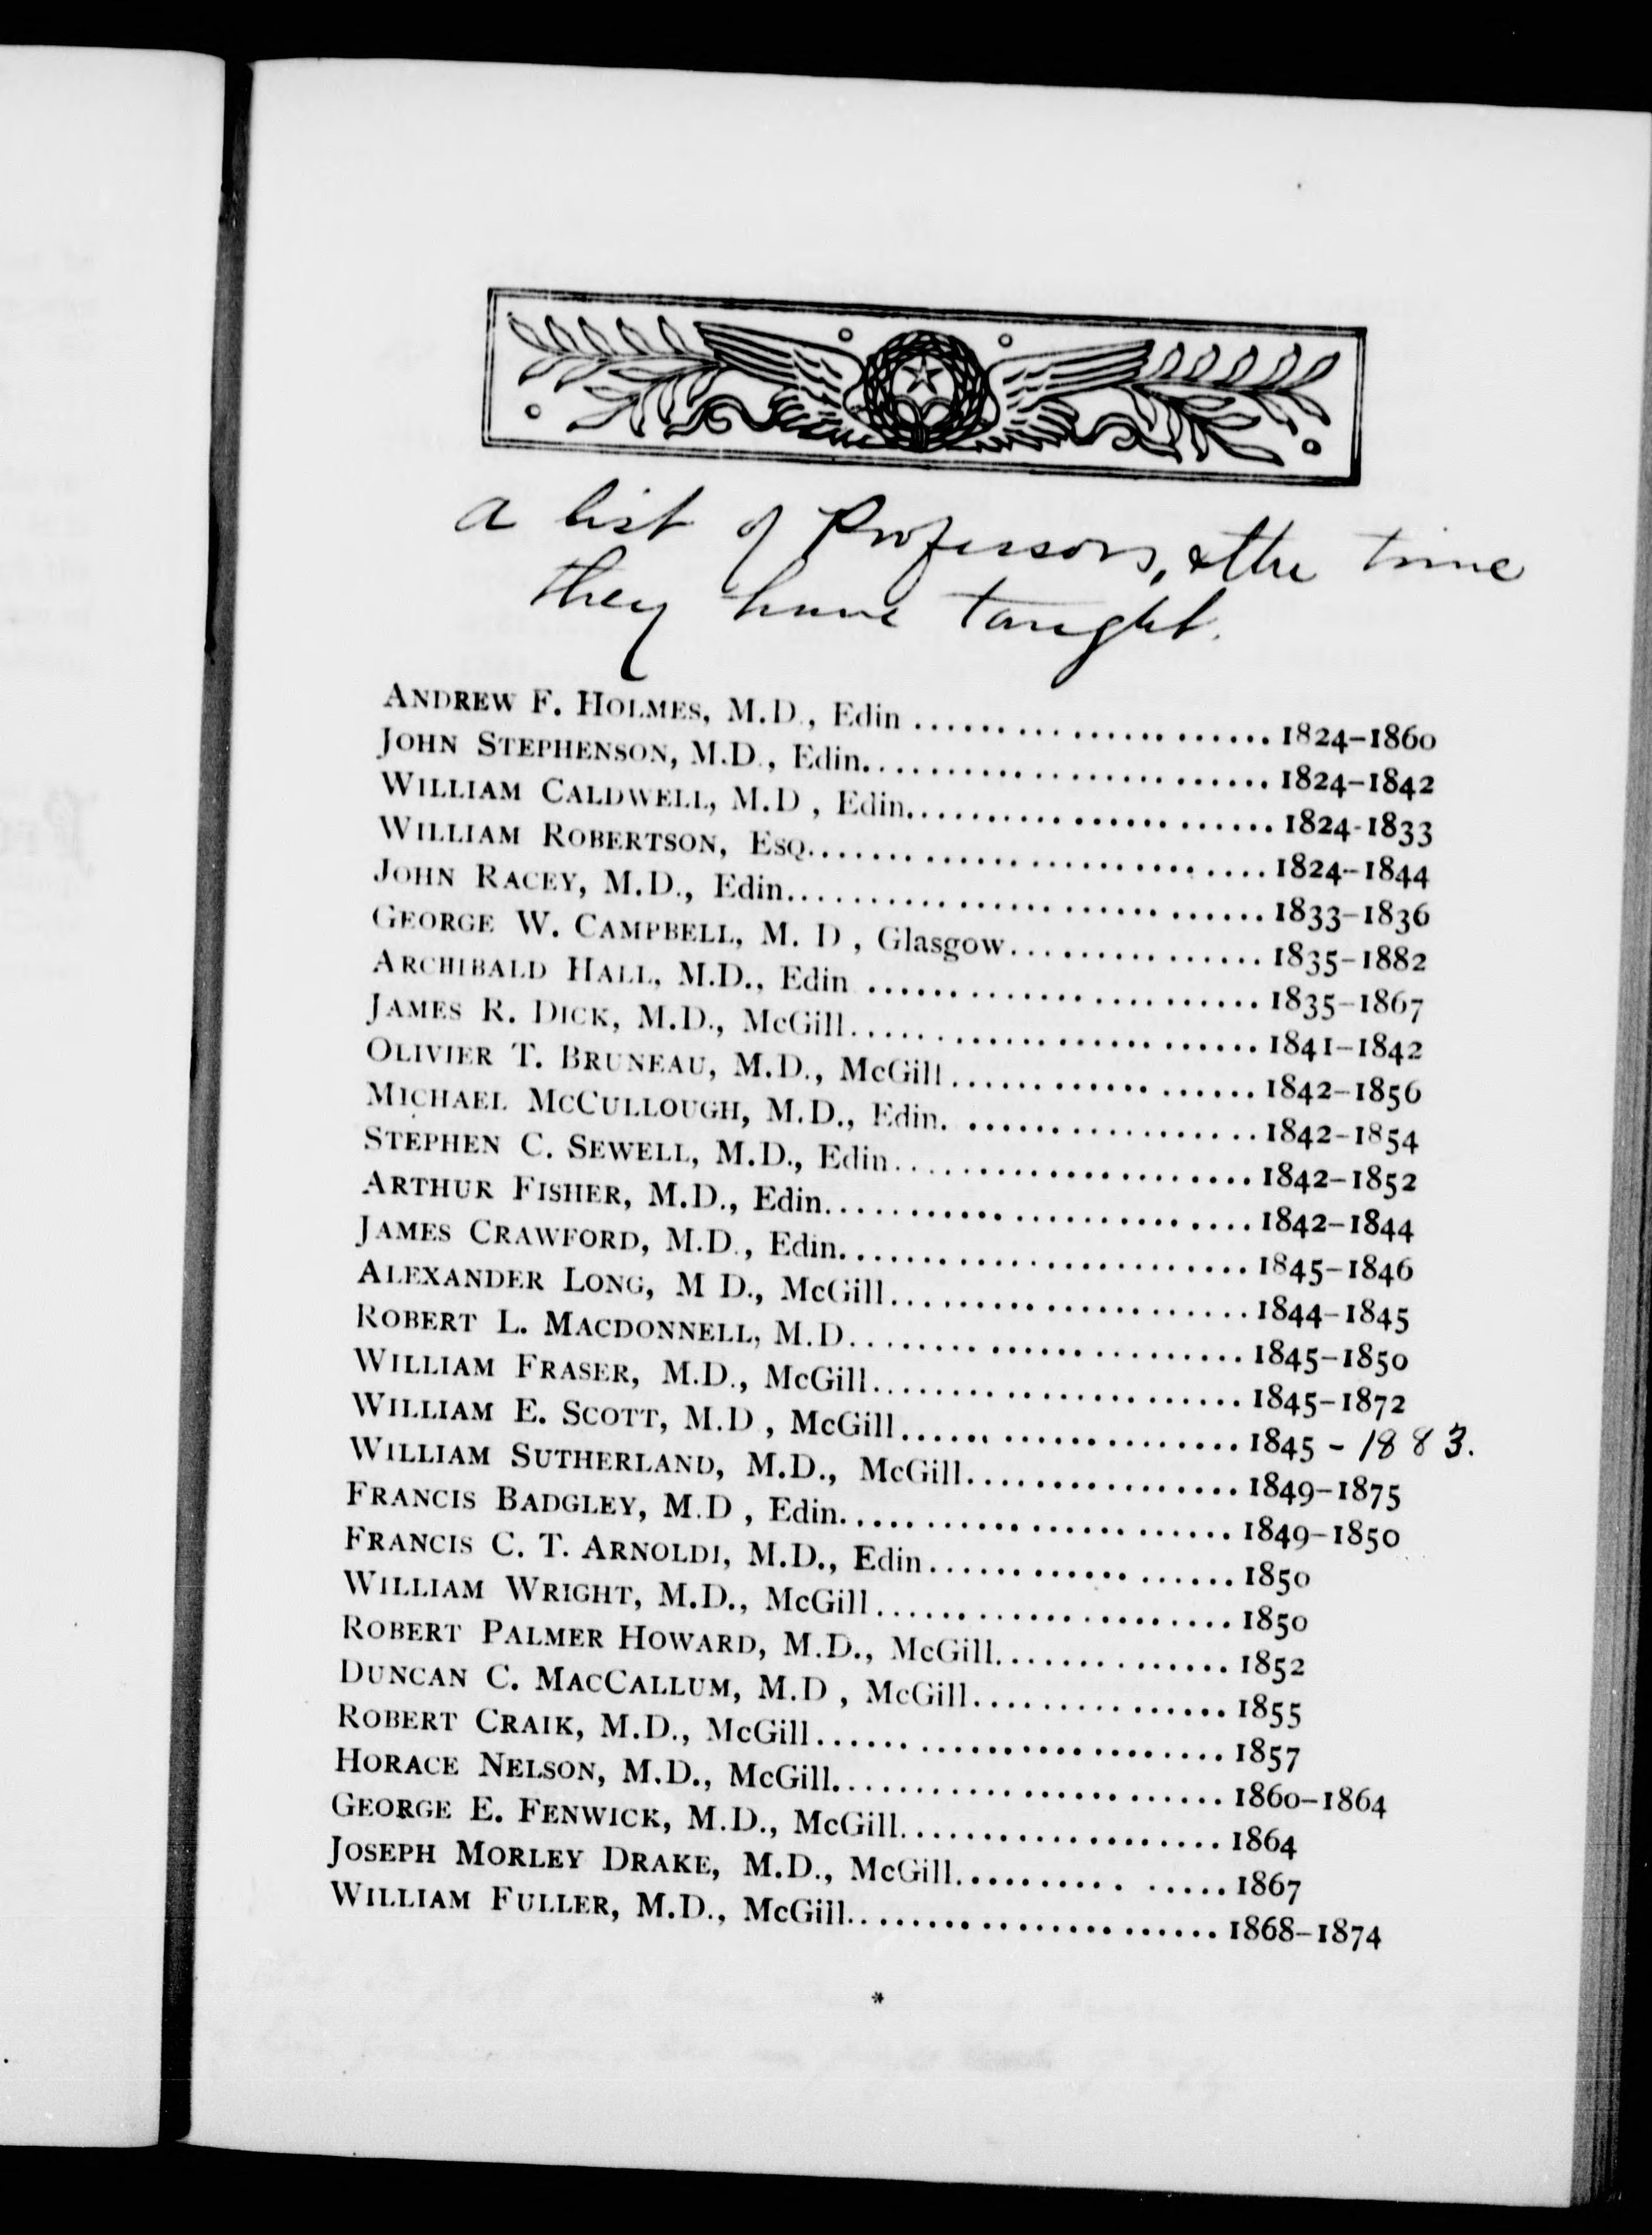 a list of Professors, & the time
they have taught.
ANDREW F. HOLMES, M.D., Edin ........................ 1824–1860
JOHN STEPHENSON, M.D., Edin........................... 1824–1842
WILLIAM CALDWELL, M.D , Edin........................ 1824-1833
WILLIAM ROBERTSON, ESQ.............................. 1824–1844
JOHN RACEY, M.D., Edin................................ 1833–1836
GEORGE W. CAMPBELL, M. D , Glasgow................ 1835–1882
ARCHIBALD HALL, M.D., Edin .......................... 1835–1867
JAMES R. DICK, M.D., McGill........................... 1841–1842
OLIVIER T. BRUNEAU, M.D., McGill.................... 1842–1856
MICHAEL MCCULLOUGH, M.D., Edin. ................... 1842–1854
STEPHEN C. SEWELL, M.D., Edin........................ 1842–1852
ARTHUR FISHER, M.D., Edin............................. 1842–1844
JAMES CRAWFORD, M.D., Edin........................... 1845–1846
ALEXANDER LONG, M D., McGill........................ 1844–1845
ROBERT L. MACDONNELL, M.D........................... 1845–1850
WILLIAM FRASER, M.D., McGill......................... 1845–1872
WILLIAM E. SCOTT, M.D , McGill....................... 1845 - 1883.
WILLIAM SUTHERLAND, M.D., McGill.................. 1849–1875
FRANCIS BADGLEY, M.D , Edin.......................... 1849–1850
FRANCIS C. T. ARNOLDI, M.D., Edin.................... 1850
WILLIAM WRIGHT, M.D., McGill........................ 1850
ROBERT PALMER HOWARD, M.D., McGill............... 1852
DUNCAN C. MACCALLUM, M.D , McGill................. 1855
ROBERT CRAIK, M.D., McGill........................... 1857
HORACE NELSON, M.D., McGill.......................... 1860–1864
GEORGE E. FENWICK, M.D., McGill..................... 1864
JOSEPH MORLEY DRAKE, M.D., McGill.......... ..... 1867
WILLIAM FULLER, M.D., McGill......................... 1868–1874
*